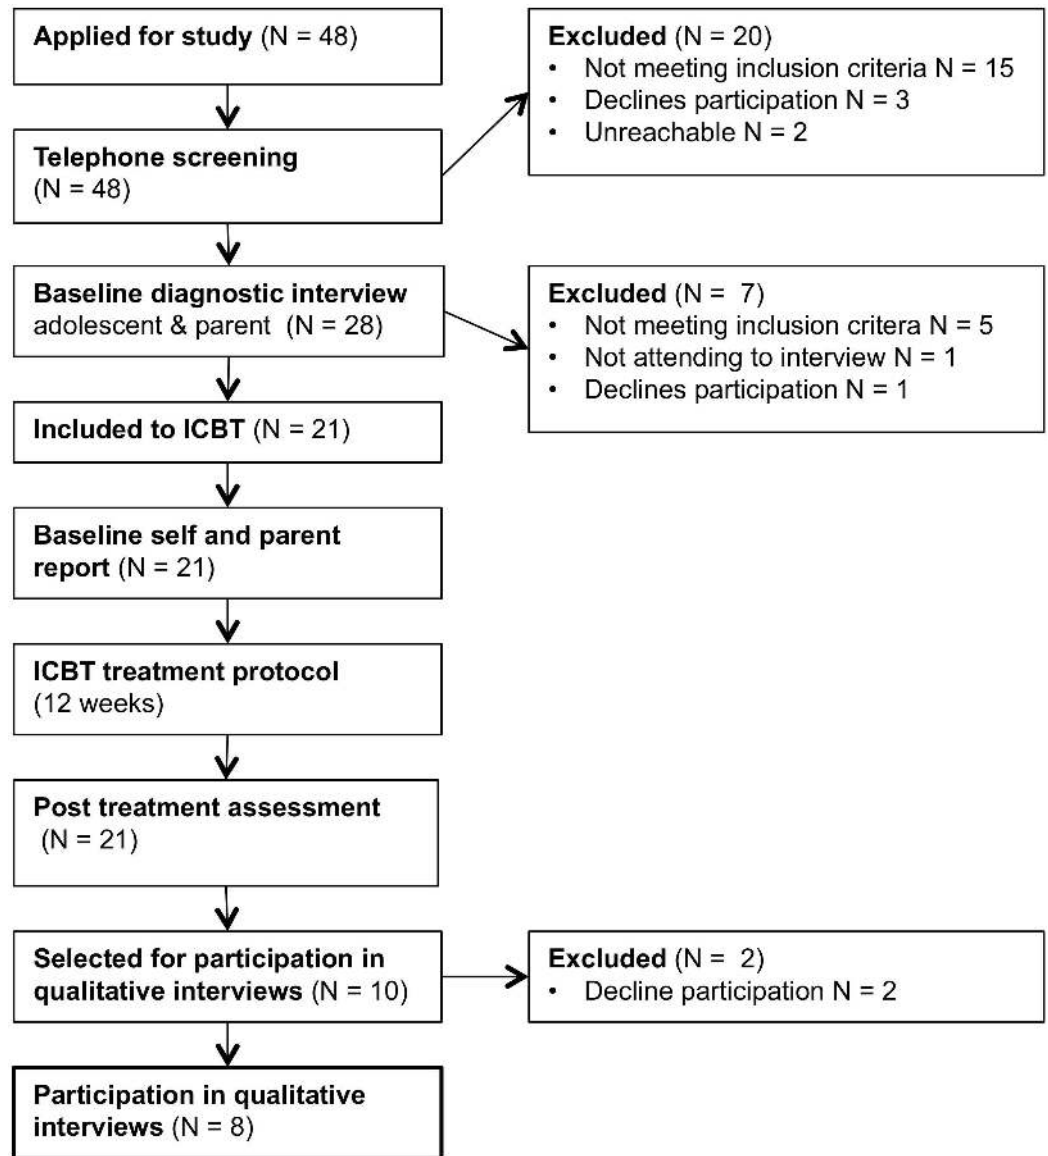 Applied for study (N = 48)
Excluded (N = 20)
• Not meeting inclusion criteria N = 15
• Declines participation N = 3
• Unreachable N = 2
Telephone screening
(N = 48)
Baseline diagnostic interview
adolescent & parent (N = 28)
Excluded (N = 7)
• Not meeting inclusion critera N = 5
• Not attending to interview N = 1
• Declines participation N = 1
Included to ICBT (N = 21)
Baseline self and parent
report (N = 21)
ICBT treatment protocol
(12 weeks)
Post treatment assessment
(N = 21)
Selected for participation in
qualitative interviews (N = 10)
Excluded (N = 2)
• Decline participation N = 2
Participation in qualitative
interviews (N = 8)